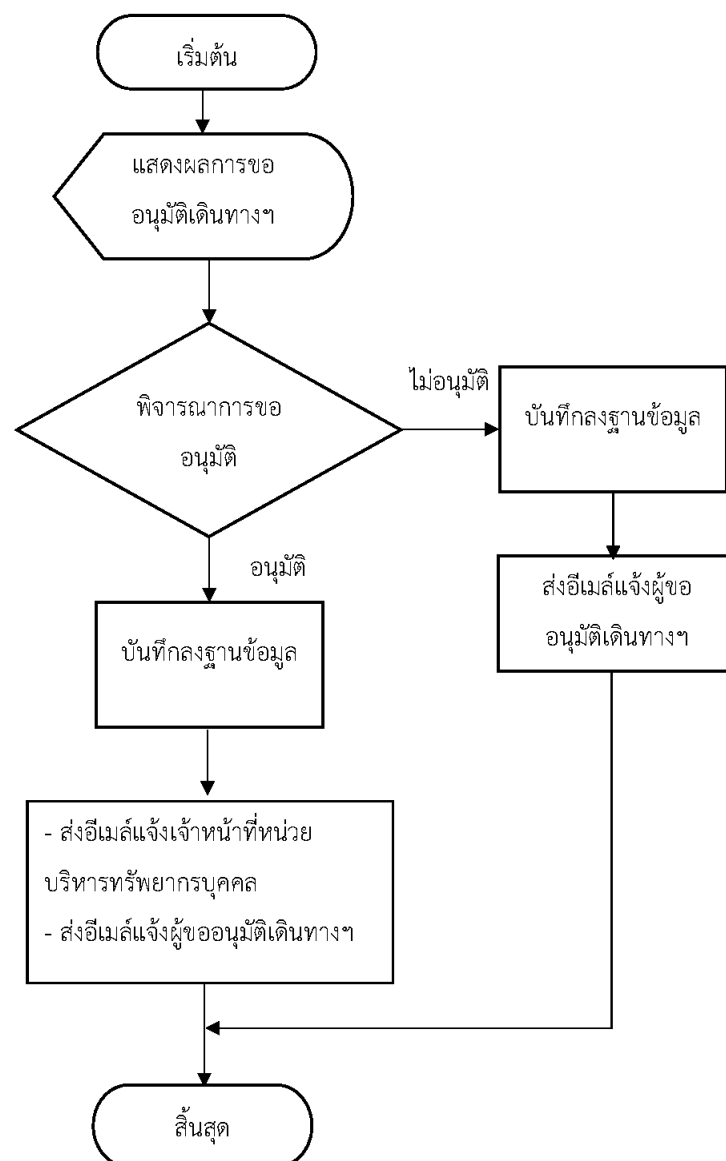 เริ่มต้น
แสดงผลการขอ
อนุมัติเดินทางฯ
พิจารณาการขอ
อนุมัติ
ไม่อนุมัติ
บันทึกลงฐานข้อมูล
ส่งอีเมล์แจ้งผู้ขอ
อนุมัติเดินทางฯ
อนุมัติ
บันทึกลงฐานข้อมูล
- ส่งอีเมล์แจ้งเจ้าหน้าที่หน่วย
บริหารทรัพยากรบุคคล
- ส่งอีเมล์แจ้งผู้ขออนุมัติเดินทางฯ
สิ้นสุด